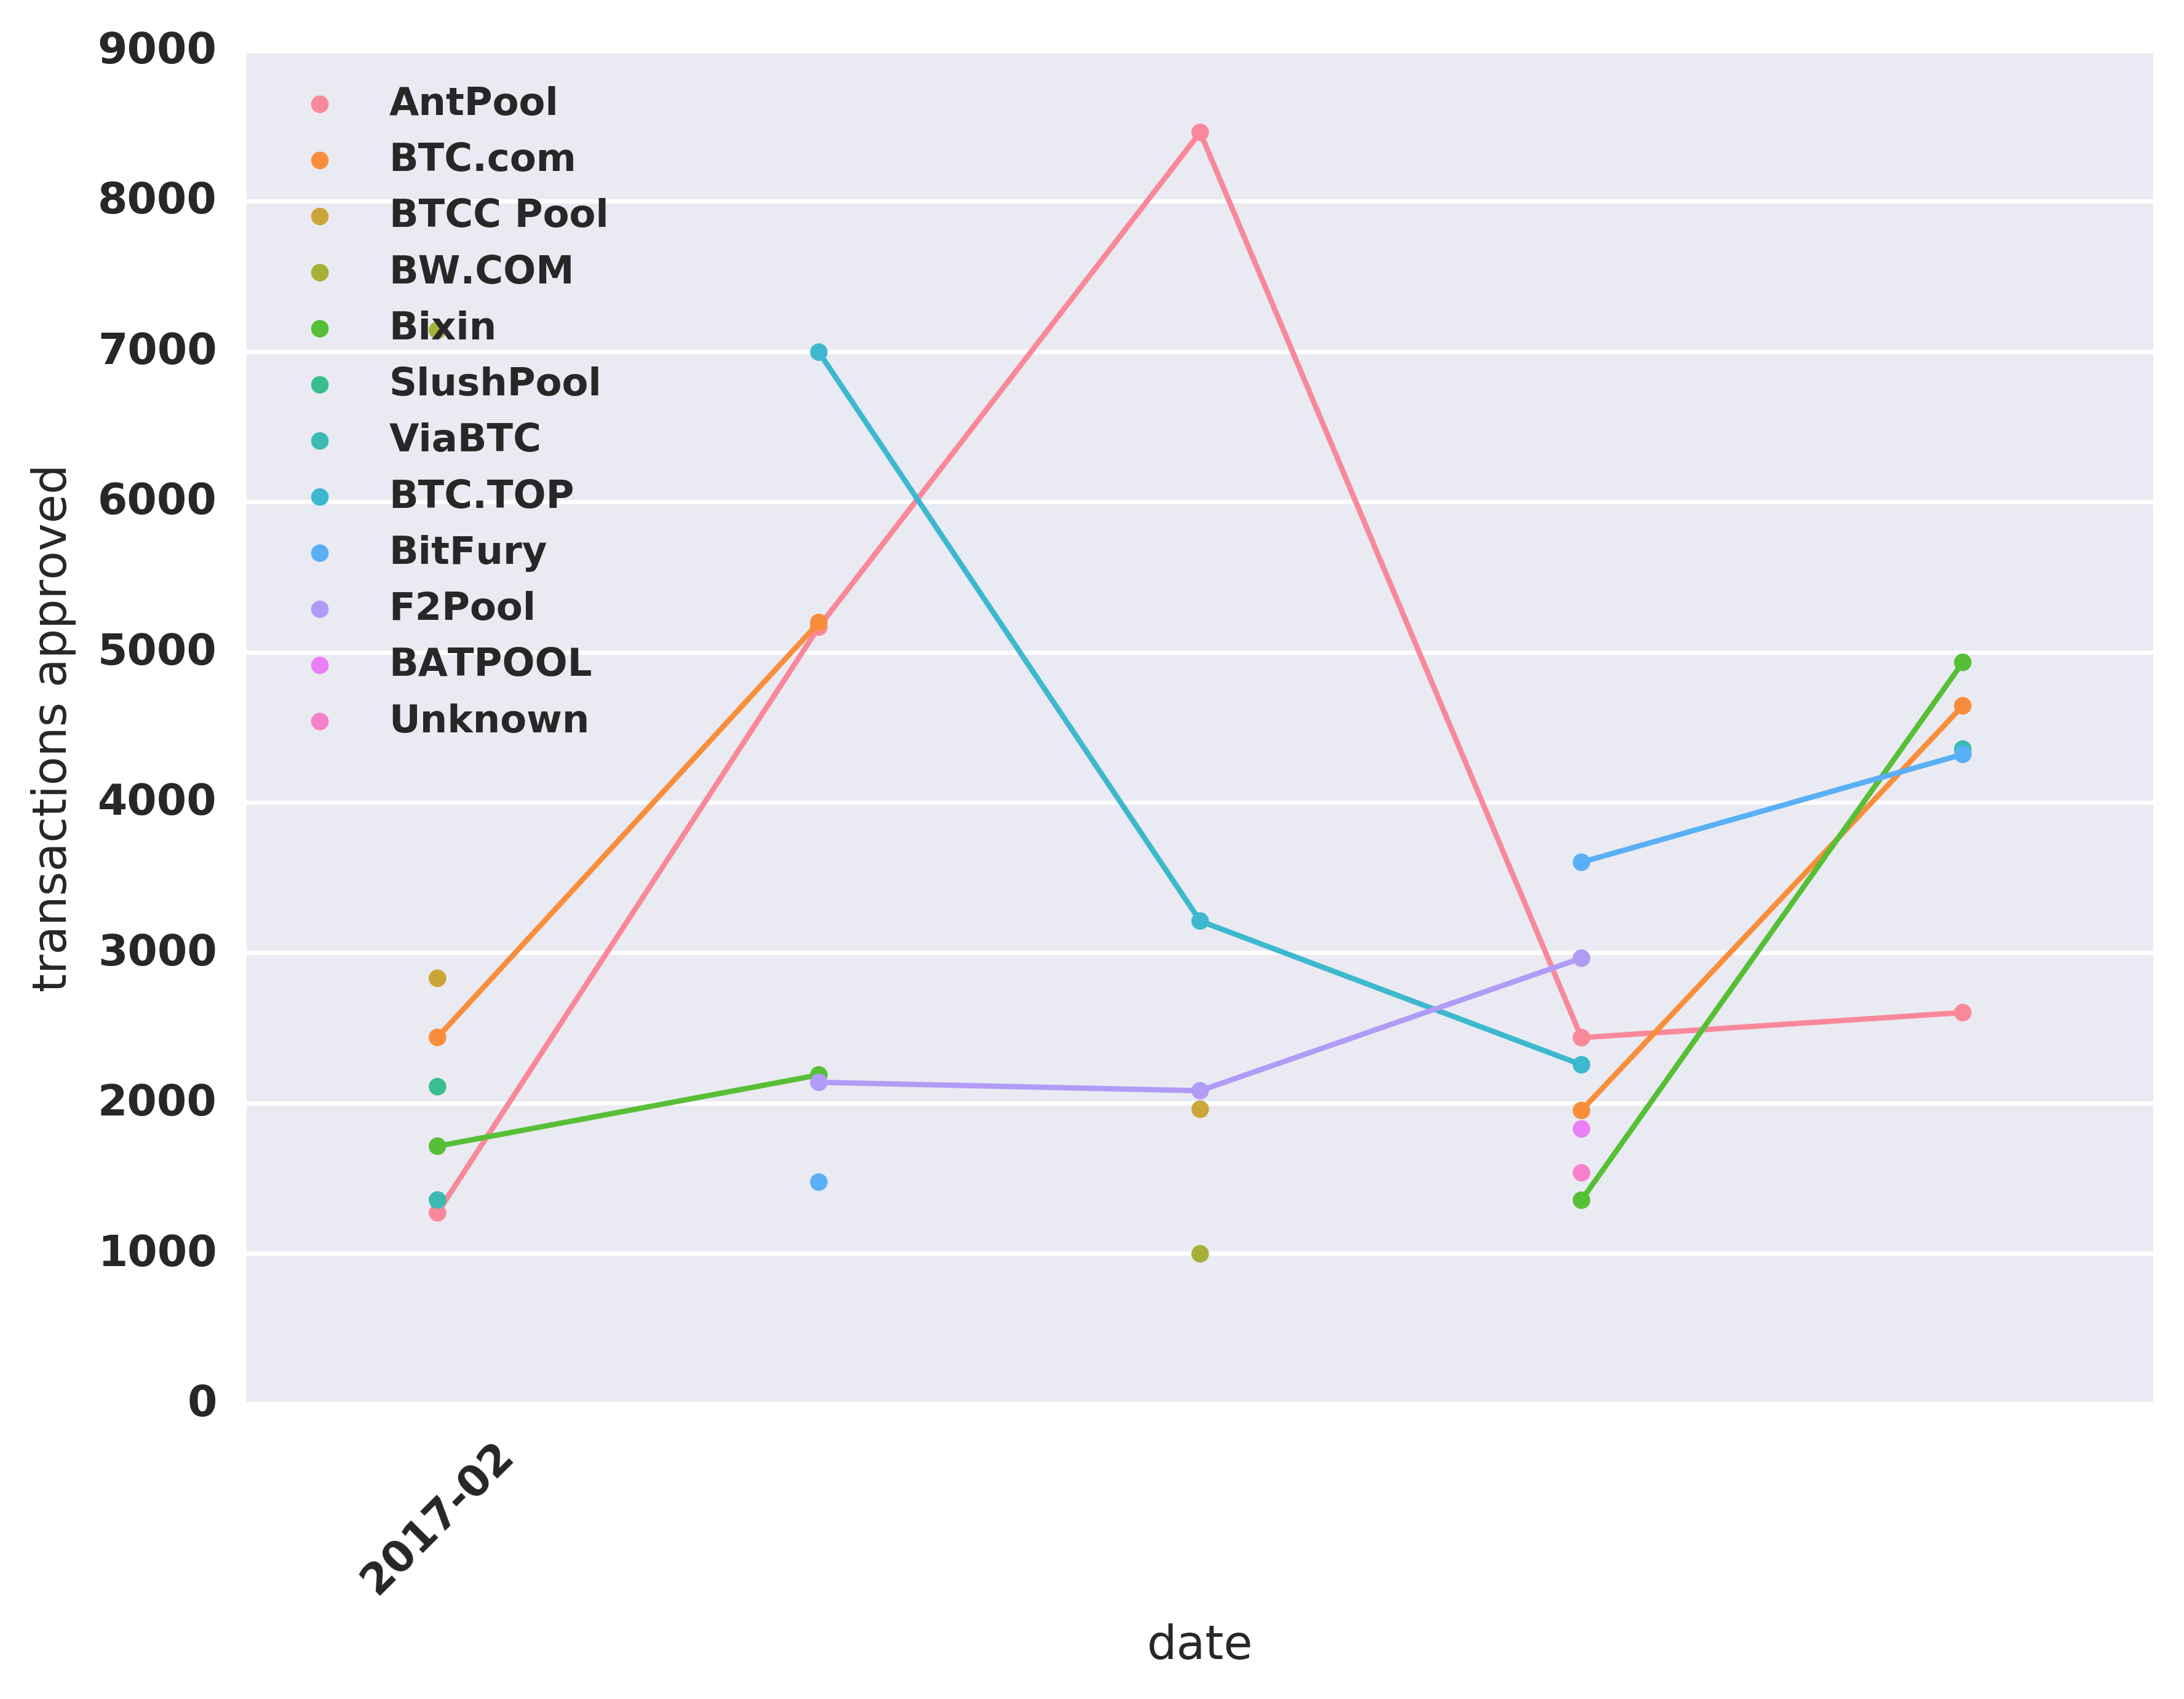 9000
8000
7000
6000
5000
4000
3000
2000
1000
0
transactions approved
AntPool
BTC.com
BTCC Pool
BW.COM
Bixin
SlushPool
ViaBTC
BTC.TOP
BitFury
F2Pool
BATPOOL
Unknown
2017-02
date